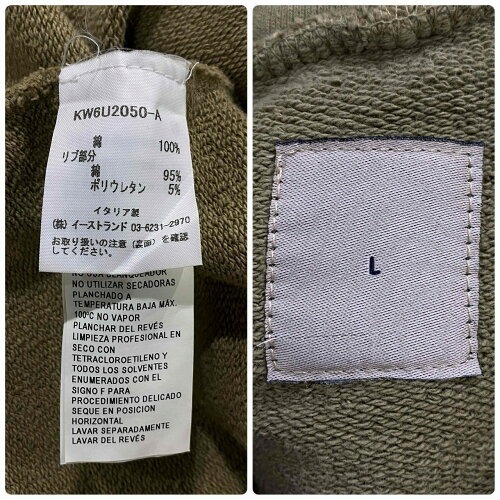 KW6U2050-A
綿 100%
リブ部分
綿 95%
ポリウレタン 5%
イタリア製
(株) イーストランド 03-6231-2970
お取り扱いの注意 (裏面) を確認
してください。
NO USA BLANQUEADOR
NO UTILIZAR SECADORAS
PLANCHADO A
TEMPERATURA BAJA MÁX.
100°C NO VAPOR
PLANCHAR DEL REVÉS
LIMPIEZA PROFESIONAL EN
SECO CON
TETRACLOROETILENO Y
TODOS LOS SOLVENTES
ENUMERADOS CON EL
SIGNO F PARA
PROCEDIMIENTO DELICADO
SEQUE EN POSICIÓN
HORIZONTAL
LAVAR SEPARADAMENTE
LAVAR DEL REVÉS
L